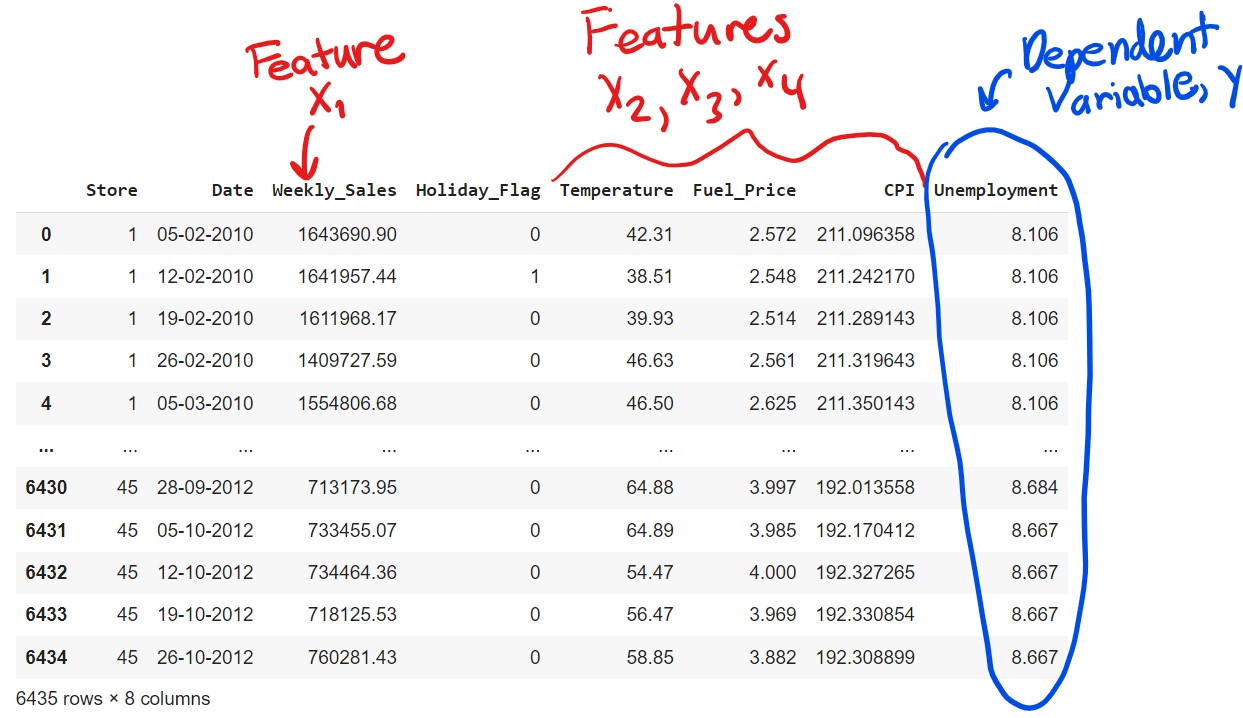 Feature
X1
Features
X2, X3, X4
Dependent
Variable, Y
Store Date Weekly_Sales Holiday_Flag Temperature Fuel_Price CPI Unemployment
0 1 05-02-2010 1643690.90 0 42.31 2.572 211.096358 8.106
1 1 12-02-2010 1641957.44 1 38.51 2.548 211.242170 8.106
2 1 19-02-2010 1611968.17 0 39.93 2.514 211.289143 8.106
3 1 26-02-2010 1409727.59 0 46.63 2.561 211.319643 8.106
4 1 05-03-2010 1554806.68 0 46.50 2.625 211.350143 8.106
... ... ... ... ... ... ... ... ...
6430 45 28-09-2012 713173.95 0 64.88 3.997 192.013558 8.684
6431 45 05-10-2012 733455.07 0 64.89 3.985 192.170412 8.667
6432 45 12-10-2012 734464.36 0 54.47 4.000 192.327265 8.667
6433 45 19-10-2012 718125.53 0 56.47 3.969 192.330854 8.667
6434 45 26-10-2012 760281.43 0 58.85 3.882 192.308899 8.667
6435 rows × 8 columns